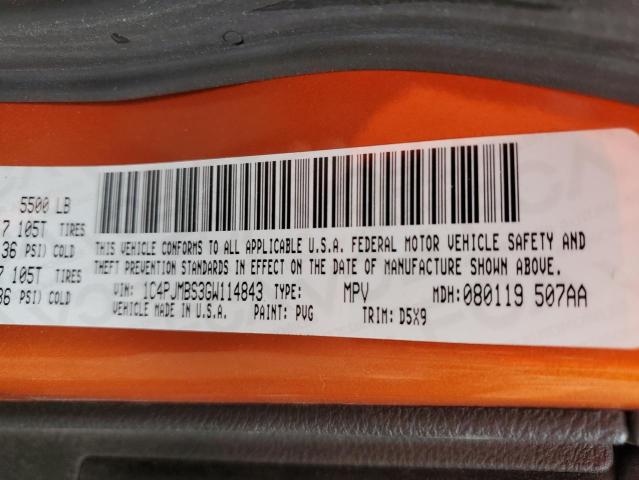 5500 LB
7 105T TIRES
36 PSI) COLD
7 105T TIRES
36 PSI) COLD
THIS VEHICLE CONFORMS TO ALL APPLICABLE U.S.A. FEDERAL MOTOR VEHICLE SAFETY AND
THEFT PREVENTION STANDARDS IN EFFECT ON THE DATE OF MANUFACTURE SHOWN ABOVE.
VIN: 1C4PJMBS3GW114843 TYPE: MPV MDH: 080119 507AA
VEHICLE MADE IN U.S.A. PAINT: PVG TRIM: D5X9